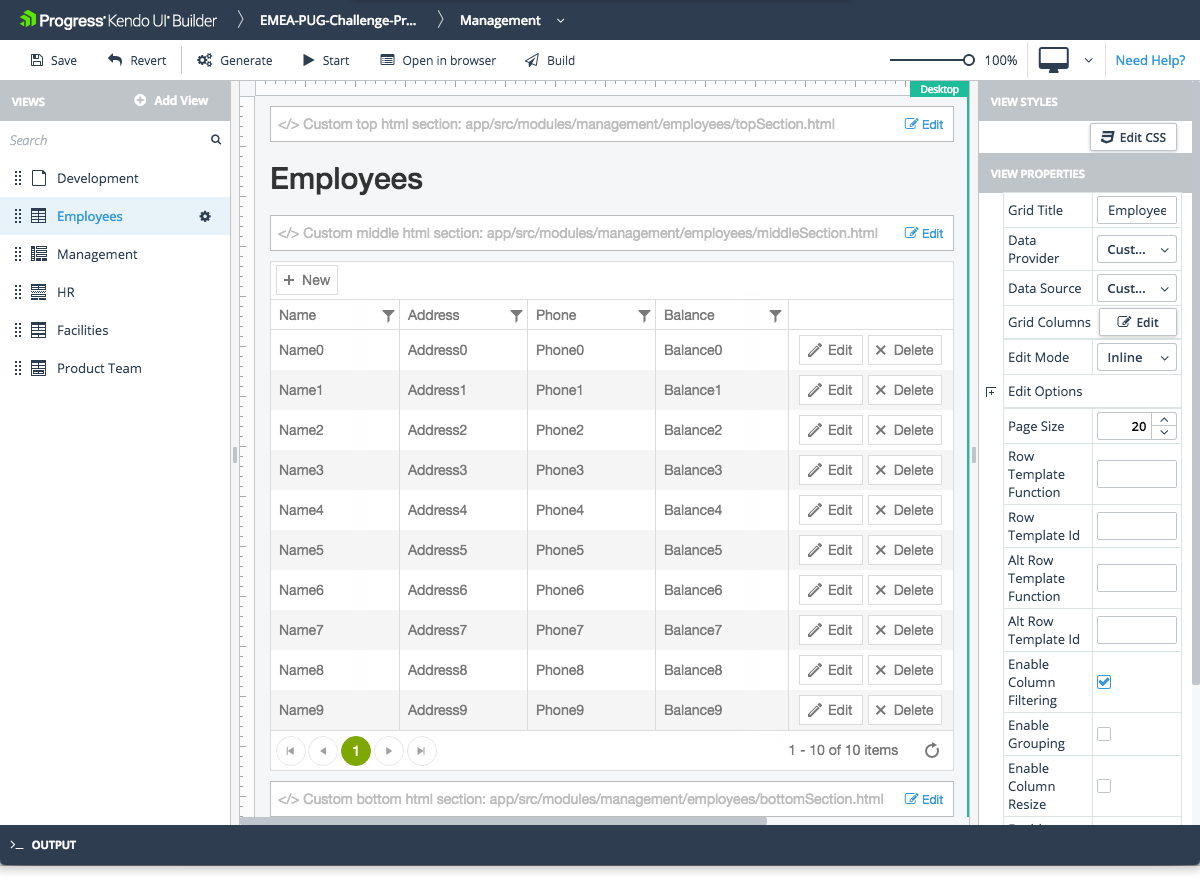 Progress Kendo UI Builder EMEA-PUG-Challenge-Pr... Management
Save Revert Generate Start Open in browser Build 100% Need Help?
VIEWS Add View
Search
Development
Employees
Management
HR
Facilities
Product Team
Desktop
</> Custom top html section: app/src/modules/management/employees/topSection.html Edit
Employees
</> Custom middle html section: app/src/modules/management/employees/middleSection.html Edit
+ New
Name Address Phone Balance
Name0 Address0 Phone0 Balance0 Edit Delete
Name1 Address1 Phone1 Balance1 Edit Delete
Name2 Address2 Phone2 Balance2 Edit Delete
Name3 Address3 Phone3 Balance3 Edit Delete
Name4 Address4 Phone4 Balance4 Edit Delete
Name5 Address5 Phone5 Balance5 Edit Delete
Name6 Address6 Phone6 Balance6 Edit Delete
Name7 Address7 Phone7 Balance7 Edit Delete
Name8 Address8 Phone8 Balance8 Edit Delete
Name9 Address9 Phone9 Balance9 Edit Delete
1 1 - 10 of 10 items
</> Custom bottom html section: app/src/modules/management/employees/bottomSection.html Edit
VIEW STYLES
Edit CSS
VIEW PROPERTIES
Grid Title Employee
Data
Provider Cust...
Data Source Cust...
Grid Columns Edit
Edit Mode Inline
Edit Options
Page Size 20
Row
Template
Function
Row
Template Id
Alt Row
Template
Function
Alt Row
Template Id
Enable
Column
Filtering
Enable
Grouping
Enable
Column
Resize
>_ OUTPUT